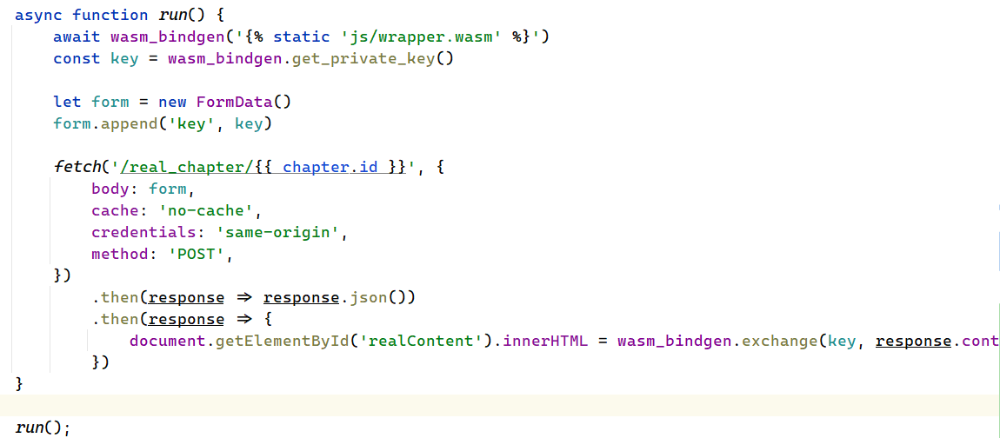 async function run() {
    await wasm_bindgen('{% static 'js/wrapper.wasm' %}')
    const key = wasm_bindgen.get_private_key()

    let form = new FormData()
    form.append('key', key)

    fetch('/real_chapter/{{ chapter.id }}', {
        body: form,
        cache: 'no-cache',
        credentials: 'same-origin',
        method: 'POST',
    })
        .then(response => response.json())
        .then(response => {
            document.getElementById('realContent').innerHTML = wasm_bindgen.exchange(key, response.cont
        })
}

run();